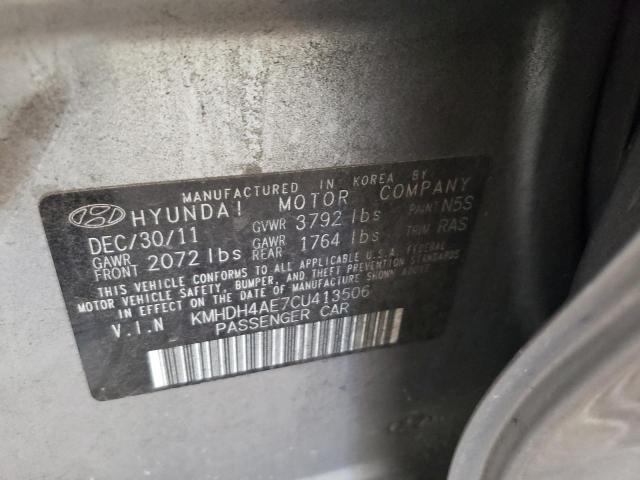 MANUFACTURED IN KOREA BY
HYUNDAI MOTOR COMPANY
DEC/30/11 GVWR 3792 lbs PAINT N5S
GAWR FRONT 2072 lbs GAWR REAR 1764 lbs TRIM RAS
THIS VEHICLE CONFORMS TO ALL APPLICABLE U.S.A. FEDERAL
MOTOR VEHICLE SAFETY, BUMPER, AND THEFT PREVENTION STANDARDS
IN EFFECT ON THE DATE OF MANUFACTURE SHOWN ABOVE.
V.I.N KMHDH4AE7CU413506
PASSENGER CAR